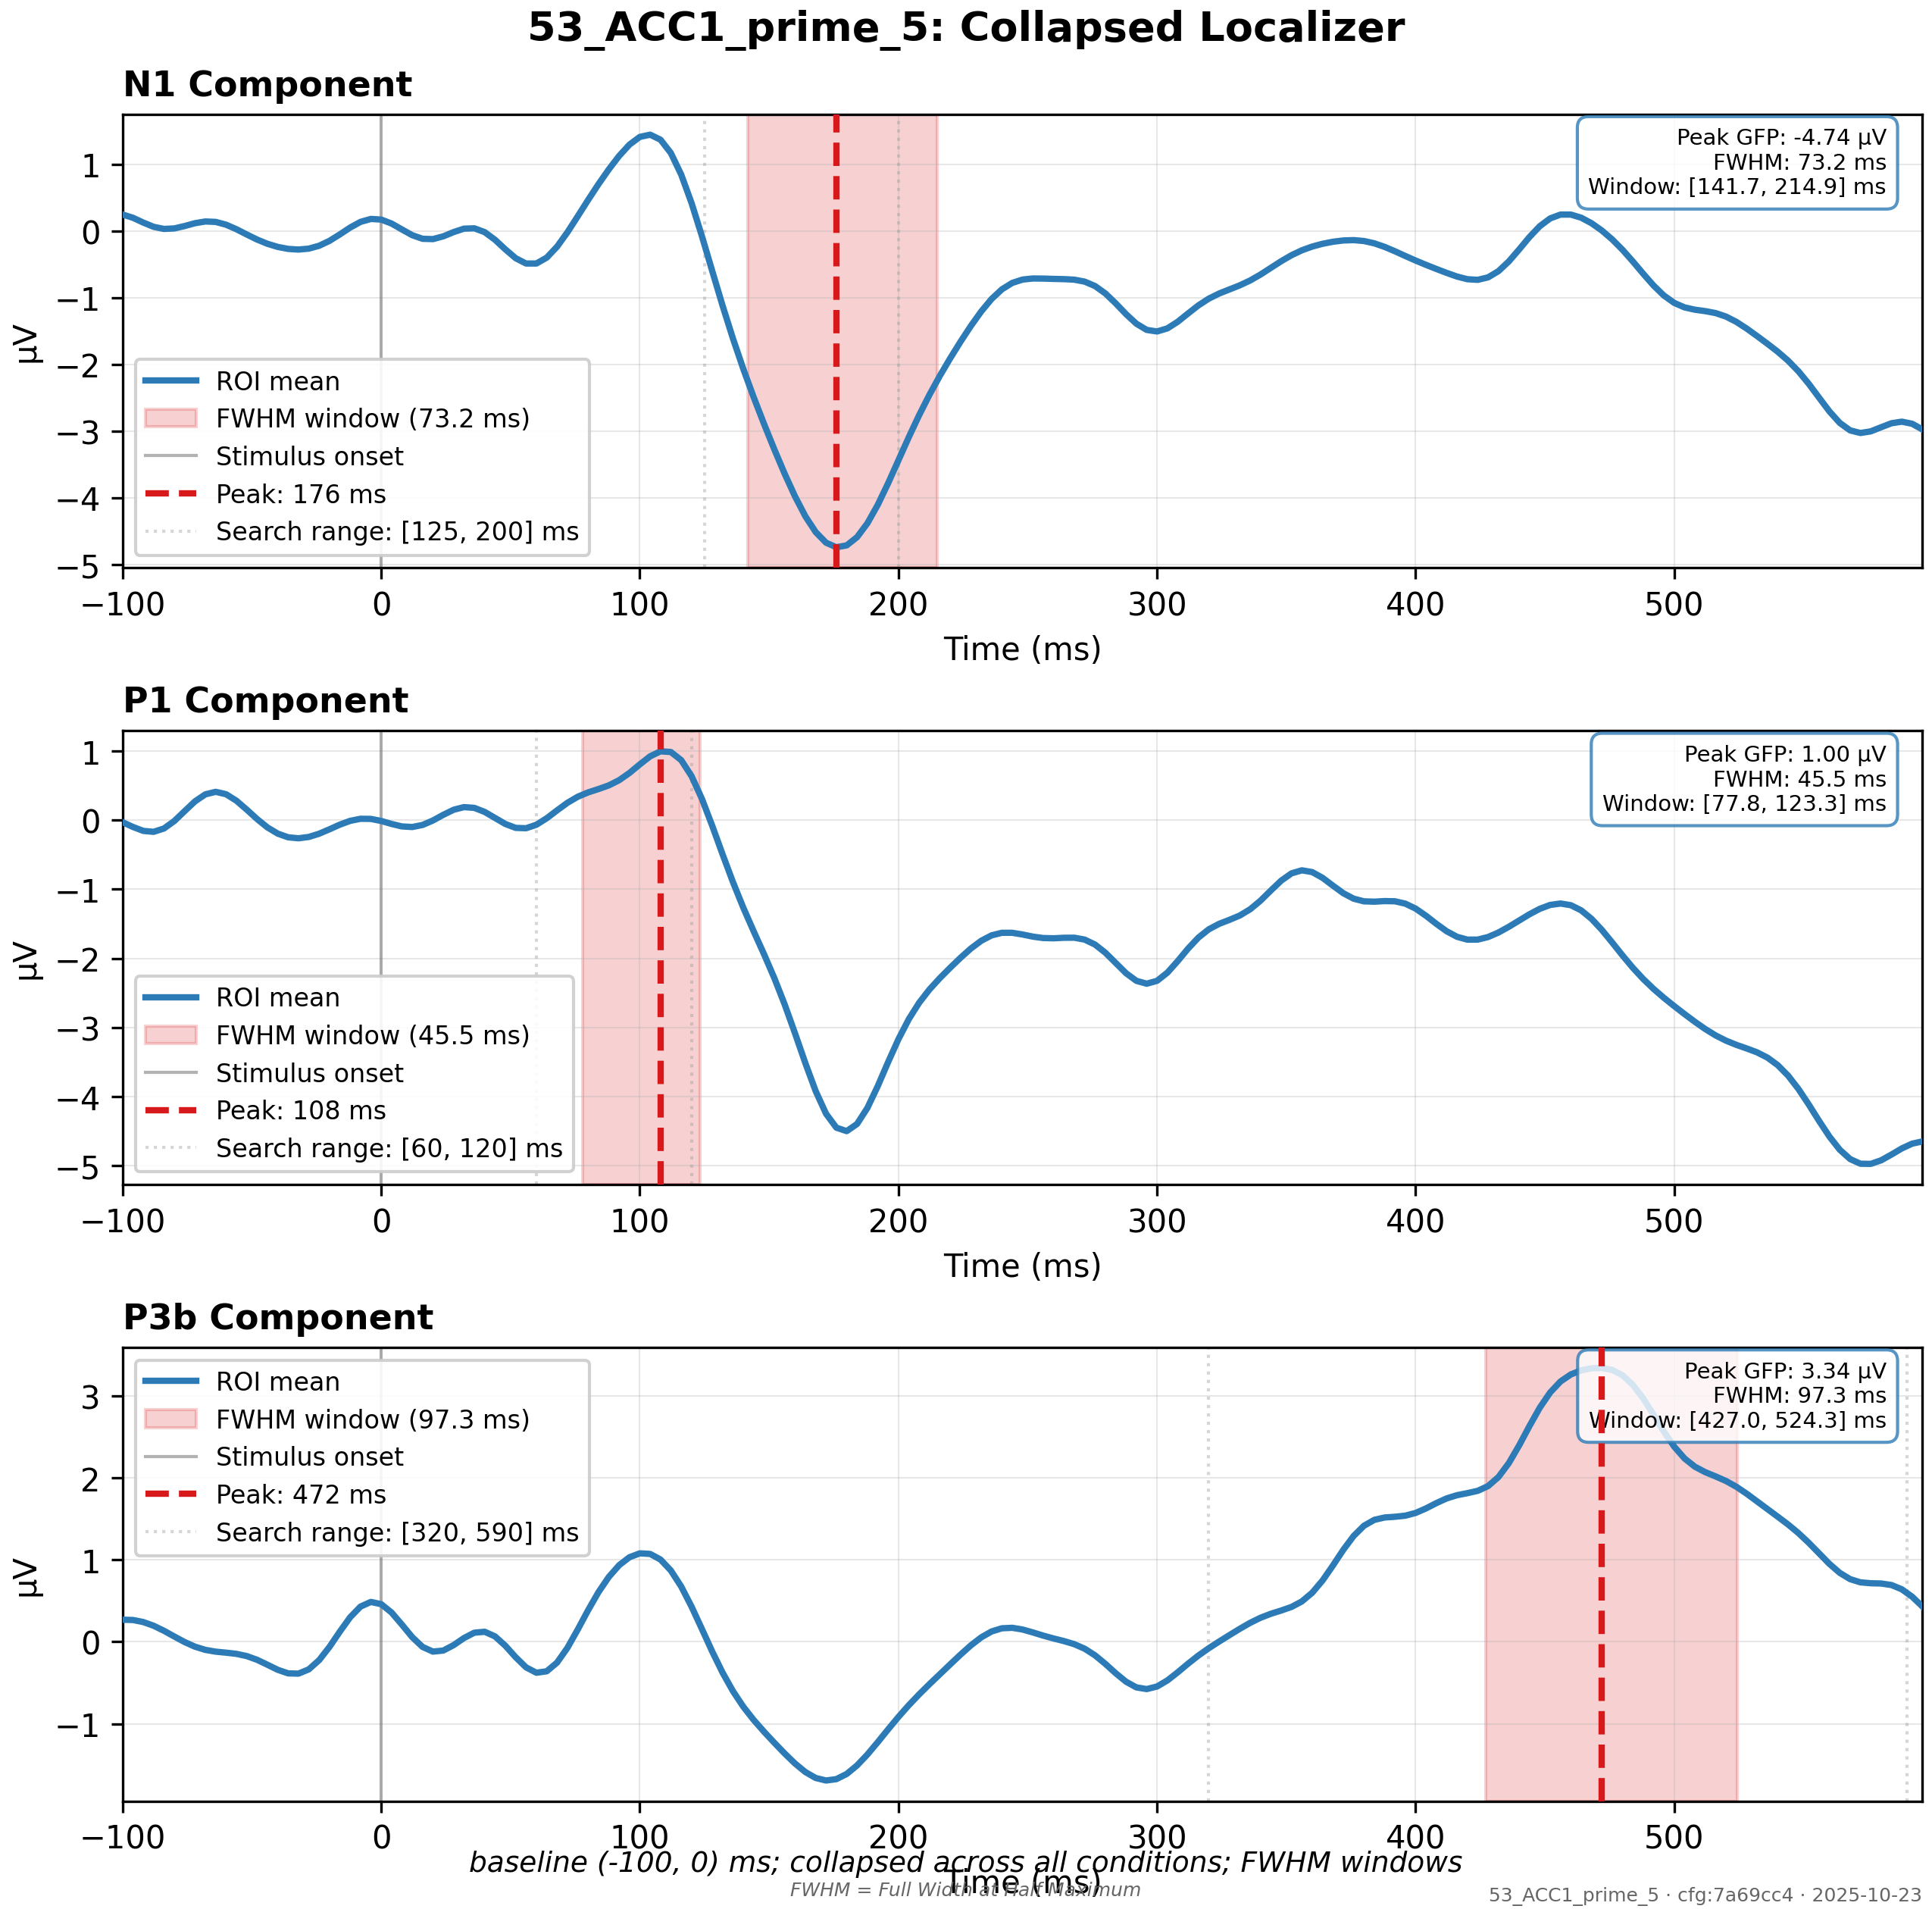 53_ACC1_prime_5: Collapsed Localizer
N1 Component
Peak GFP: -4.74 µV
FWHM: 73.2 ms
Window: [141.7, 214.9] ms
1
0
−1
−2
−3
−4
−5
µV
ROI mean
FWHM window (73.2 ms)
Stimulus onset
Peak: 176 ms
Search range: [125, 200] ms
−100 0 100 200 300 400 500
Time (ms)
P1 Component
Peak GFP: 1.00 µV
FWHM: 45.5 ms
Window: [77.8, 123.3] ms
1
0
−1
−2
−3
−4
−5
µV
ROI mean
FWHM window (45.5 ms)
Stimulus onset
Peak: 108 ms
Search range: [60, 120] ms
−100 0 100 200 300 400 500
Time (ms)
P3b Component
ROI mean
FWHM window (97.3 ms)
Stimulus onset
Peak: 472 ms
Search range: [320, 590] ms
Peak GFP: 3.34 µV
FWHM: 97.3 ms
Window: [427.0, 524.3] ms
3
2
1
0
−1
µV
−100 0 100 200 300 400 500
baseline (-100, 0) ms; collapsed across all conditions; FWHM windows
Time (ms)
FWHM = Full Width at Half Maximum
53_ACC1_prime_5 · cfg:7a69cc4 · 2025-10-23